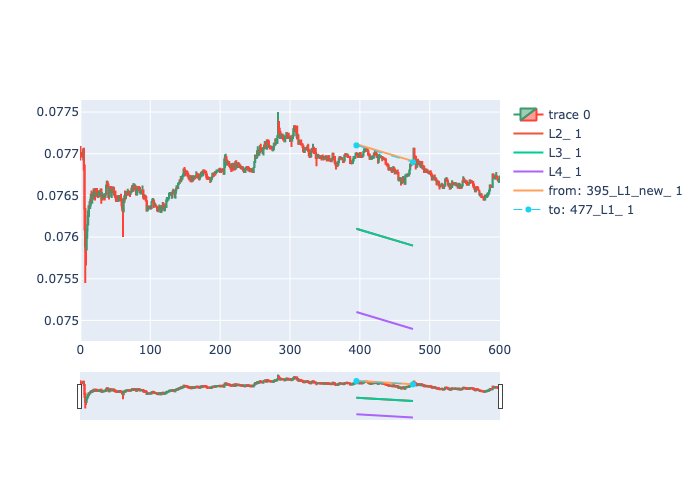 0.0775
0.077
0.0765
0.076
0.0755
0.075
0
100
200
300
400
500
600
trace 0
L2_ 1
L3_ 1
L4_ 1
from: 395_L1_new_ 1
to: 477_L1_ 1